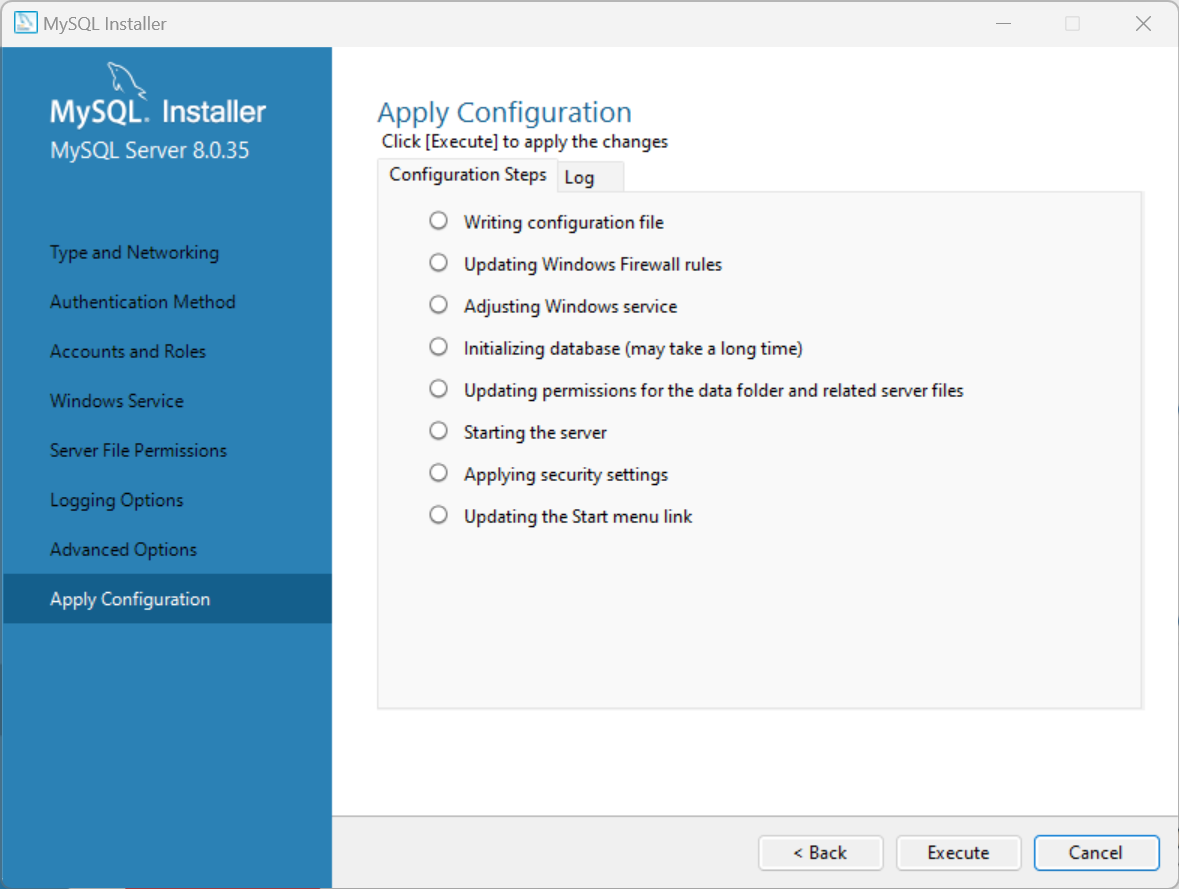 MySQL Installer
MySQL. Installer
MySQL Server 8.0.35
Type and Networking
Authentication Method
Accounts and Roles
Windows Service
Server File Permissions
Logging Options
Advanced Options
Apply Configuration
Apply Configuration
Click [Execute] to apply the changes
Configuration Steps
Log
Writing configuration file
Updating Windows Firewall rules
Adjusting Windows service
Initializing database (may take a long time)
Updating permissions for the data folder and related server files
Starting the server
Applying security settings
Updating the Start menu link
< Back
Execute
Cancel